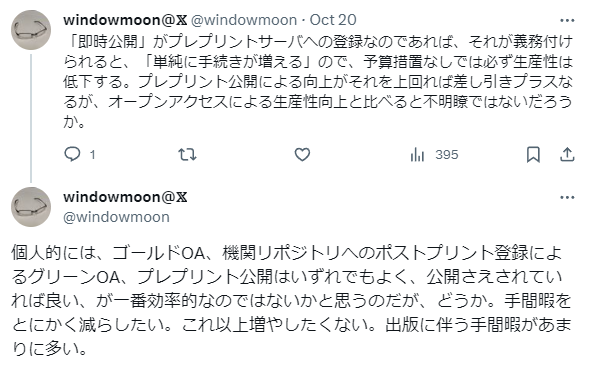 windowmoon@𝕏 @windowmoon · Oct 20
「即時公開」がプレプリントサーバへの登録なのであれば、それが義務付け
られると、「単純に手続きが増える」ので、予算措置なしでは必ず生産性は
低下する。プレプリント公開による向上がそれを上回れば差し引きプラスな
るが、オープンアクセスによる生産性向上と比べると不明瞭ではないだろう
か。
1
395
windowmoon@𝕏
@windowmoon
個人的には、ゴールドOA、機関リポジトリへのポストプリント登録によ
るグリーンOA、プレプリント公開はいずれでもよく、公開さえされてい
れば良い、が一番効率的なのではないかと思うのだが、どうか。手間暇を
とにかく減らしたい。これ以上増やしたくない。出版に伴う手間暇があま
りに多い。